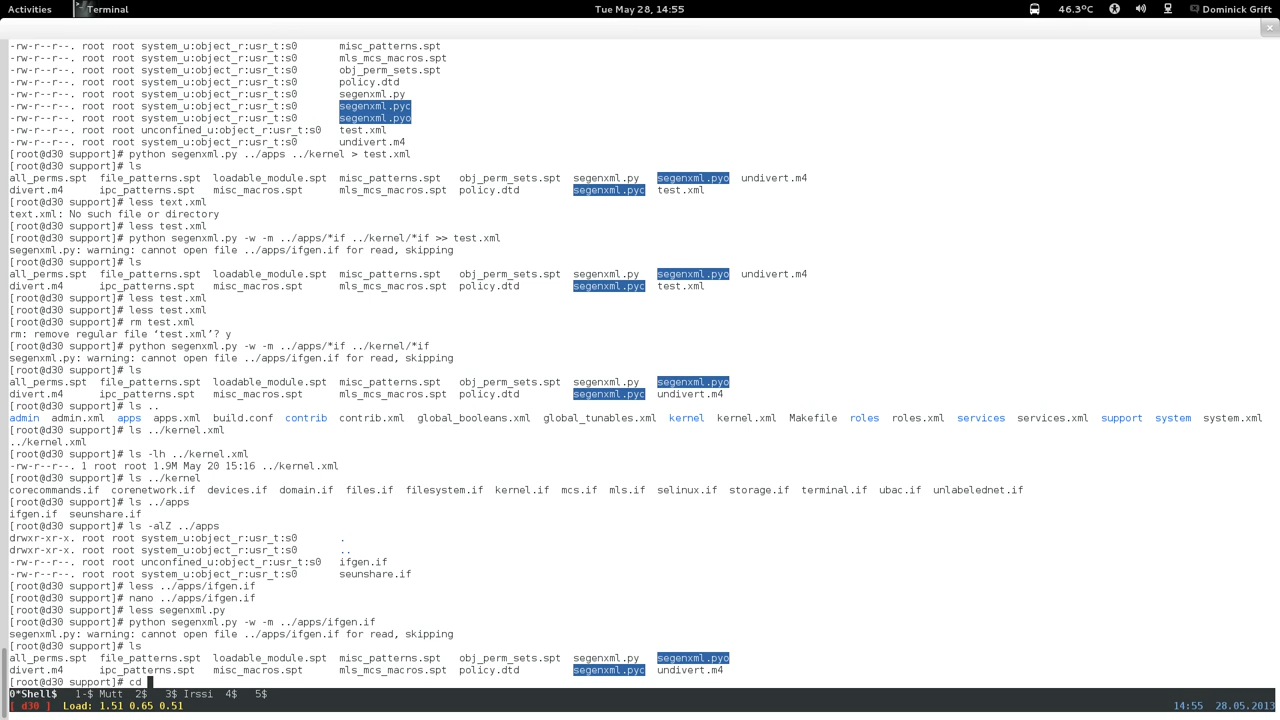 Activities Terminal Tue May 28, 14:55 46.3°C Dominick Grift
-rw-r--r--. root root system_u:object_r:usr_t:s0 misc_patterns.spt
-rw-r--r--. root root system_u:object_r:usr_t:s0 mls_mcs_macros.spt
-rw-r--r--. root root system_u:object_r:usr_t:s0 obj_perm_sets.spt
-rw-r--r--. root root system_u:object_r:usr_t:s0 policy.dtd
-rw-r--r--. root root system_u:object_r:usr_t:s0 segenxml.py
-rw-r--r--. root root system_u:object_r:usr_t:s0 segenxml.pyc
-rw-r--r--. root root system_u:object_r:usr_t:s0 segenxml.pyo
-rw-r--r--. root root unconfined_u:object_r:usr_t:s0 test.xml
-rw-r--r--. root root system_u:object_r:usr_t:s0 undivert.m4
[root@d30 support]# python segenxml.py ../apps ../kernel > test.xml
[root@d30 support]# ls
all_perms.spt file_patterns.spt loadable_module.spt misc_patterns.spt obj_perm_sets.spt segenxml.py segenxml.pyo undivert.m4
divert.m4 ipc_patterns.spt misc_macros.spt mls_mcs_macros.spt policy.dtd segenxml.pyc test.xml
[root@d30 support]# less text.xml
text.xml: No such file or directory
[root@d30 support]# less test.xml
[root@d30 support]# python segenxml.py -w -m ../apps/*if ../kernel/*if >> test.xml
segenxml.py: warning: cannot open file ../apps/ifgen.if for read, skipping
[root@d30 support]# ls
all_perms.spt file_patterns.spt loadable_module.spt misc_patterns.spt obj_perm_sets.spt segenxml.py segenxml.pyo undivert.m4
divert.m4 ipc_patterns.spt misc_macros.spt mls_mcs_macros.spt policy.dtd segenxml.pyc test.xml
[root@d30 support]# less test.xml
[root@d30 support]# less test.xml
[root@d30 support]# rm test.xml
rm: remove regular file ‘test.xml’? y
[root@d30 support]# python segenxml.py -w -m ../apps/*if ../kernel/*if
segenxml.py: warning: cannot open file ../apps/ifgen.if for read, skipping
[root@d30 support]# ls
all_perms.spt file_patterns.spt loadable_module.spt misc_patterns.spt obj_perm_sets.spt segenxml.py segenxml.pyo
divert.m4 ipc_patterns.spt misc_macros.spt mls_mcs_macros.spt policy.dtd segenxml.pyc undivert.m4
[root@d30 support]# ls ..
admin admin.xml apps apps.xml build.conf contrib contrib.xml global_booleans.xml global_tunables.xml kernel kernel.xml Makefile roles roles.xml services services.xml support system system.xml
[root@d30 support]# ls ../kernel.xml
../kernel.xml
[root@d30 support]# ls -lh ../kernel.xml
-rw-r--r--. 1 root root 1.9M May 20 15:16 ../kernel.xml
[root@d30 support]# ls ../kernel
corecommands.if corenetwork.if devices.if domain.if files.if filesystem.if kernel.if mcs.if mls.if selinux.if storage.if terminal.if ubac.if unlabelednet.if
[root@d30 support]# ls ../apps
ifgen.if seunshare.if
[root@d30 support]# ls -alZ ../apps
drwxr-xr-x. root root system_u:object_r:usr_t:s0 .
drwxr-xr-x. root root system_u:object_r:usr_t:s0 ..
-rw-r--r--. root root unconfined_u:object_r:usr_t:s0 ifgen.if
-rw-r--r--. root root system_u:object_r:usr_t:s0 seunshare.if
[root@d30 support]# less ../apps/ifgen.if
[root@d30 support]# nano ../apps/ifgen.if
[root@d30 support]# less segenxml.py
[root@d30 support]# python segenxml.py -w -m ../apps/ifgen.if
segenxml.py: warning: cannot open file ../apps/ifgen.if for read, skipping
[root@d30 support]# ls
all_perms.spt file_patterns.spt loadable_module.spt misc_patterns.spt obj_perm_sets.spt segenxml.py segenxml.pyo
divert.m4 ipc_patterns.spt misc_macros.spt mls_mcs_macros.spt policy.dtd segenxml.pyc undivert.m4
[root@d30 support]# cd
0*Shell$ 1-$ Mutt 2$ 3$ Irssi 4$ 5$
[ d30 ] Load: 1.51 0.65 0.51 14:55 28.05.2013